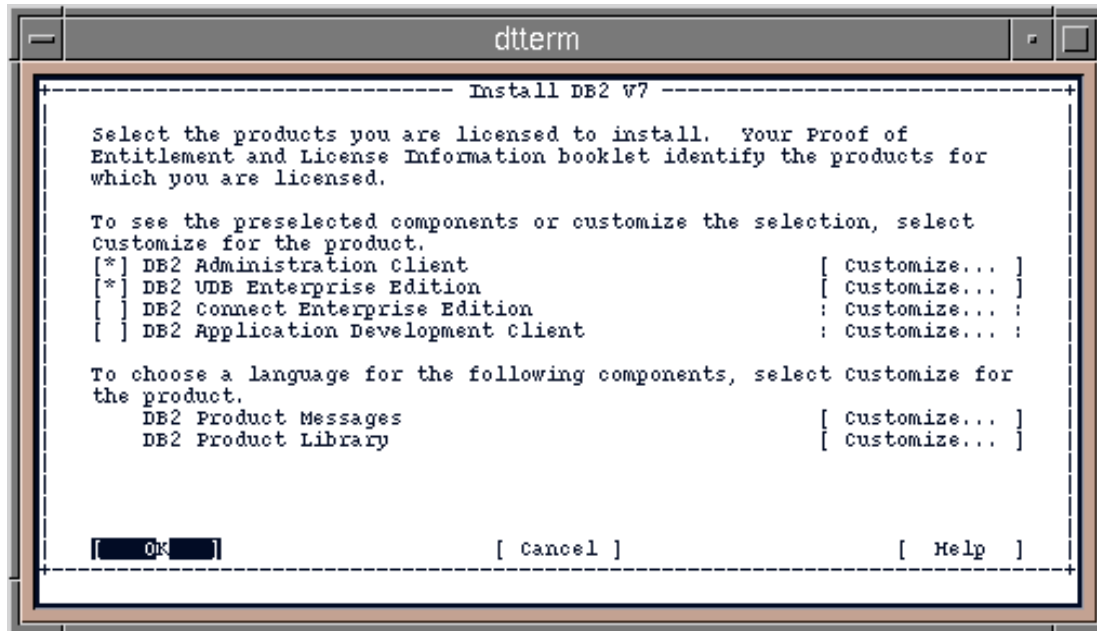 dtterm
Install DB2 V7
Select the products you are licensed to install.  Your Proof of
Entitlement and License Information booklet identify the products for
which you are licensed.
To see the preselected components or customize the selection, select
Customize for the product.
[*] DB2 Administration Client [ Customize... ]
[*] DB2 UDB Enterprise Edition [ Customize... ]
[ ] DB2 Connect Enterprise Edition : Customize... :
[ ] DB2 Application Development Client : Customize... :
To choose a language for the following components, select Customize for
the product.
DB2 Product Messages [ Customize... ]
DB2 Product Library [ Customize... ]
[ OK ] [ Cancel ] [ Help ]